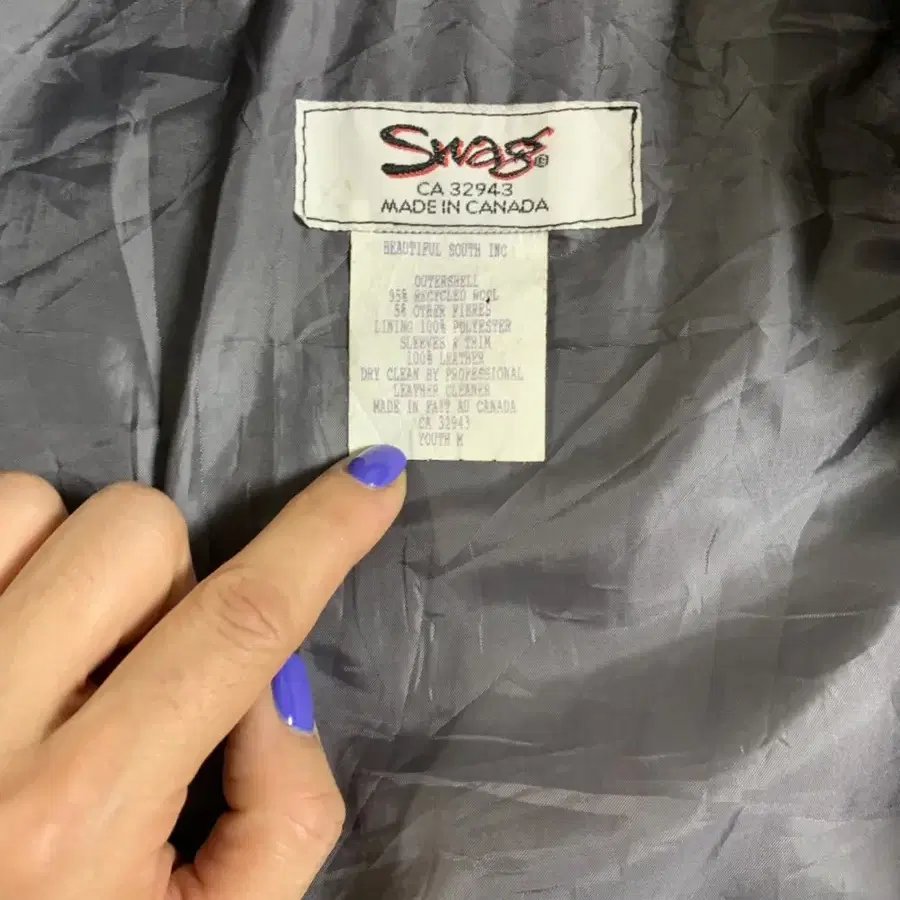 Swag
CA 32943
MADE IN CANADA
BEAUTIFUL SOUTH INC
OUTERSHELL
95% RECYCLED WOOL
5% OTHER FIBRES
LINING 100% POLYESTER
SLEEVES & TRIM
100% LEATHER
DRY CLEAN BY PROFESSIONAL
LEATHER CLEANER
MADE IN FAIT AU CANADA
CA 32943
YOUTH M